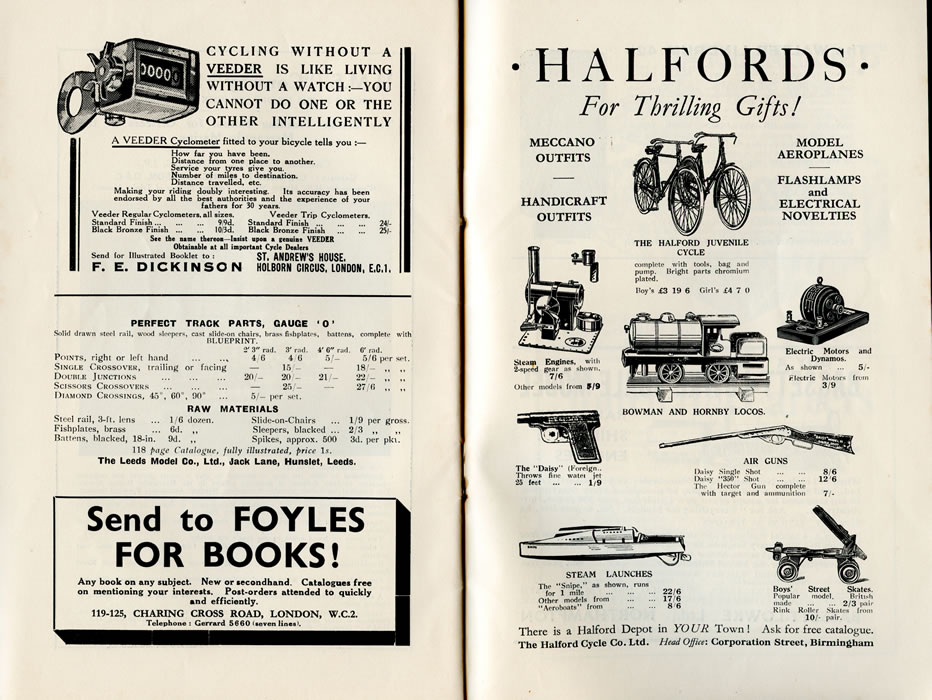 0000
CYCLING WITHOUT A
VEEDER IS LIKE LIVING
WITHOUT A WATCH:—YOU
CANNOT DO ONE OR THE
OTHER INTELLIGENTLY
A VEEDER Cyclometer fitted to your bicycle tells you :—
How far you have been.
Distance from one place to another.
Service your tyres give you.
Number of miles to destination.
Distance travelled, etc.
Making your riding doubly interesting. Its accuracy has been
endorsed by all the best authorities and the experience of your
fathers for 30 years.
Veeder Regular Cyclometers, all sizes. Veeder Trip Cyclometers.
Standard Finish ... ... ... 9/9d. Standard Finish ... ... ... 24/-
Black Bronze Finish ... 10/3d. Black Bronze Finish ... ... 25/-
See the name thereon—Insist upon a genuine VEEDER
Obtainable at all important Cycle Dealers
Send for Illustrated Booklet to :
F. E. DICKINSON
ST. ANDREW'S HOUSE,
HOLBORN CIRCUS, LONDON, E.C.1.
PERFECT TRACK PARTS, GAUGE 'O'
Solid drawn steel rail, wood sleepers, cast slide-on chairs, brass fishplates, battens, complete with
BLUEPRINT.
2' 3" rad. 3' rad. 4' 6" rad. 6' rad.
POINTS, right or left hand ... ... 4/6 4 6 5/- 5/6 per set.
SINGLE CROSSOVER, trailing or facing — 15/- — 18/- ,, ,,
DOUBLE JUNCTIONS ... ... ... 20/- 20/- 21/- 22/- ,, ,,
SCISSORS CROSSOVERS ... ... ... — 25/- — 27/6 ,, ,,
DIAMOND CROSSINGS, 45°, 60°, 90° ... 5/- per set.
RAW MATERIALS
Steel rail, 3-ft. lens ... 1/6 dozen. Slide-on-Chairs ... 1/9 per gross.
Fishplates, brass ... 6d. ,, Sleepers, blacked ... 2/3 ,, ,,
Battens, blacked, 18-in. 9d. ,, Spikes, approx. 500 3d. per pkt.
118 page Catalogue, fully illustrated, price 1s.
The Leeds Model Co., Ltd., Jack Lane, Hunslet, Leeds.
Send to FOYLES
FOR BOOKS!
Any book on any subject. New or secondhand. Catalogues free
on mentioning your interests. Post-orders attended to quickly
and efficiently.
119-125, CHARING CROSS ROAD, LONDON, W.C.2.
Telephone : Gerrard 5660 (seven lines).
· HALFORDS ·
For Thrilling Gifts!
MECCANO
OUTFITS
HANDICRAFT
OUTFITS
MODEL
AEROPLANES
FLASHLAMPS
and
ELECTRICAL
NOVELTIES
THE HALFORD JUVENILE
CYCLE
complete with tools, bag and
pump. Bright parts chromium
plated.
Boy's £3 19 6 Girl's £4 7 0
Steam Engines, with
2-speed gear as shown.
7/6
Other models from 5/9
Electric Motors and
Dynamos.
As shown ... 5/-
Electric Motors from
3/9
BOWMAN AND HORNBY LOCOS.
The "Daisy" (Foreign..
Throws fine water jet
25 feet ... ... 1/9
AIR GUNS
Daisy Single Shot ... ... 8/6
Daisy "350" Shot ... ... 12/6
The Hector Gun complete
with target and ammunition 7/-
STEAM LAUNCHES
The "Snipe," as shown, runs
for 1 mile ... ... ... 22/6
Other models from ... ... 17/6
"Aeroboats" from ... ... 8/6
Boys' Street Skates.
Popular model, British
made ... ... 2/3 pair
Rink Roller Skates from
10/- pair.
There is a Halford Depot in YOUR Town! Ask for free catalogue.
The Halford Cycle Co. Ltd. Head Office: Corporation Street, Birmingham